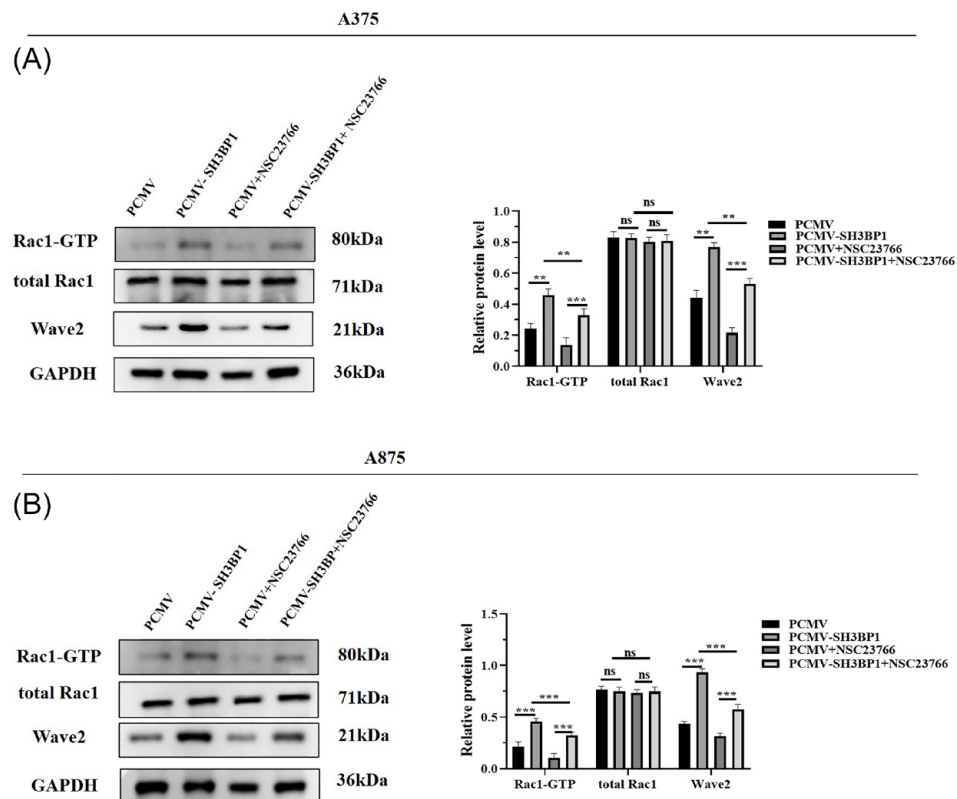 A375
(A)
PCMV
PCMV- SH3BP1
PCMV+NSC23766
PCMV-SH3BP1+ NSC23766
Rac1-GTP 80kDa
total Rac1 71kDa
Wave2 21kDa
GAPDH 36kDa
Relative protein level
1.0
0.8
0.6
0.4
0.2
0.0
** ** ***
ns ns ns
** ** ***
Rac1-GTP total Rac1 Wave2
PCMV
PCMV-SH3BP1
PCMV+NSC23766
PCMV-SH3BP1+NSC23766
A875
(B)
PCMV
PCMV- SH3BP1
PCMV+NSC23766
PCMV-SH3BP+NSC23766
Rac1-GTP 80kDa
total Rac1 71kDa
Wave2 21kDa
GAPDH 36kDa
Relative protein level
1.5
1.0
0.5
0.0
*** *** ***
ns ns ns
*** *** ***
Rac1-GTP total Rac1 Wave2
PCMV
PCMV-SH3BP1
PCMV+NSC23766
PCMV-SH3BP1+NSC23766